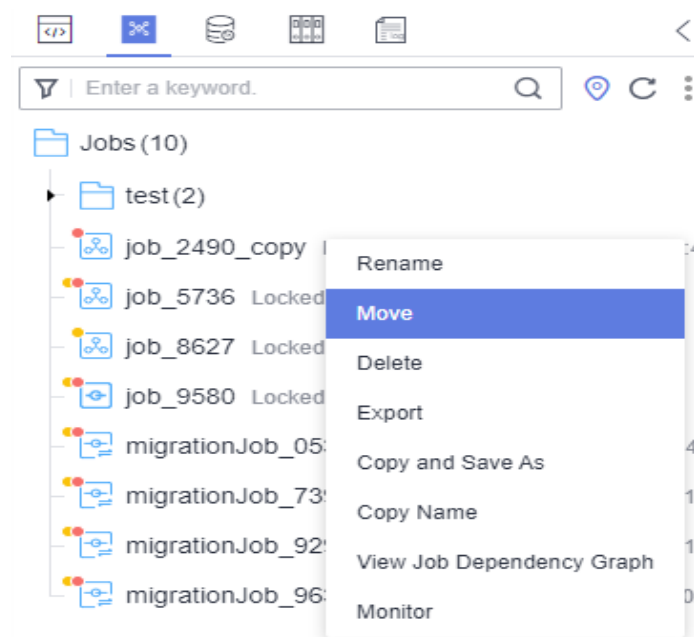 Enter a keyword.
Jobs (10)
test (2)
job_2490_copy
job_5736 Locked
job_8627 Locked
job_9580 Locked
migrationJob_05
migrationJob_73
migrationJob_92
migrationJob_96
Rename
Move
Delete
Export
Copy and Save As
Copy Name
View Job Dependency Graph
Monitor